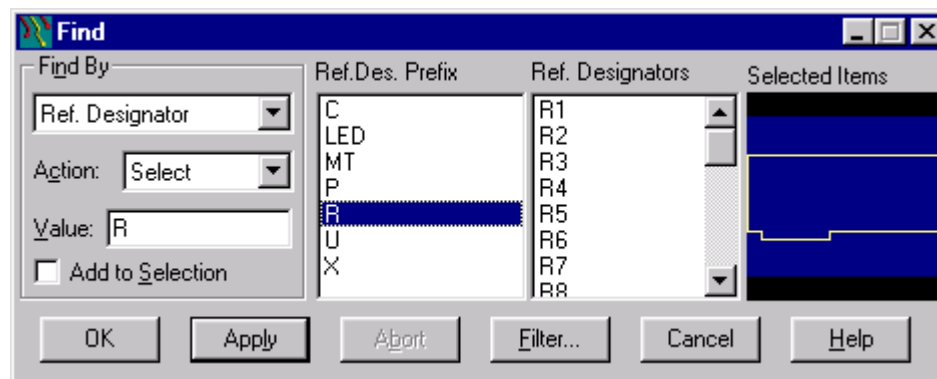 Find
Find By
Ref. Designator
Action: Select
Value: R
Add to Selection
Ref.Des. Prefix
C
LED
MT
P
R
U
X
Ref. Designators
R1
R2
R3
R4
R5
R6
R7
R8
Selected Items
OK
Apply
Abort
Filter...
Cancel
Help